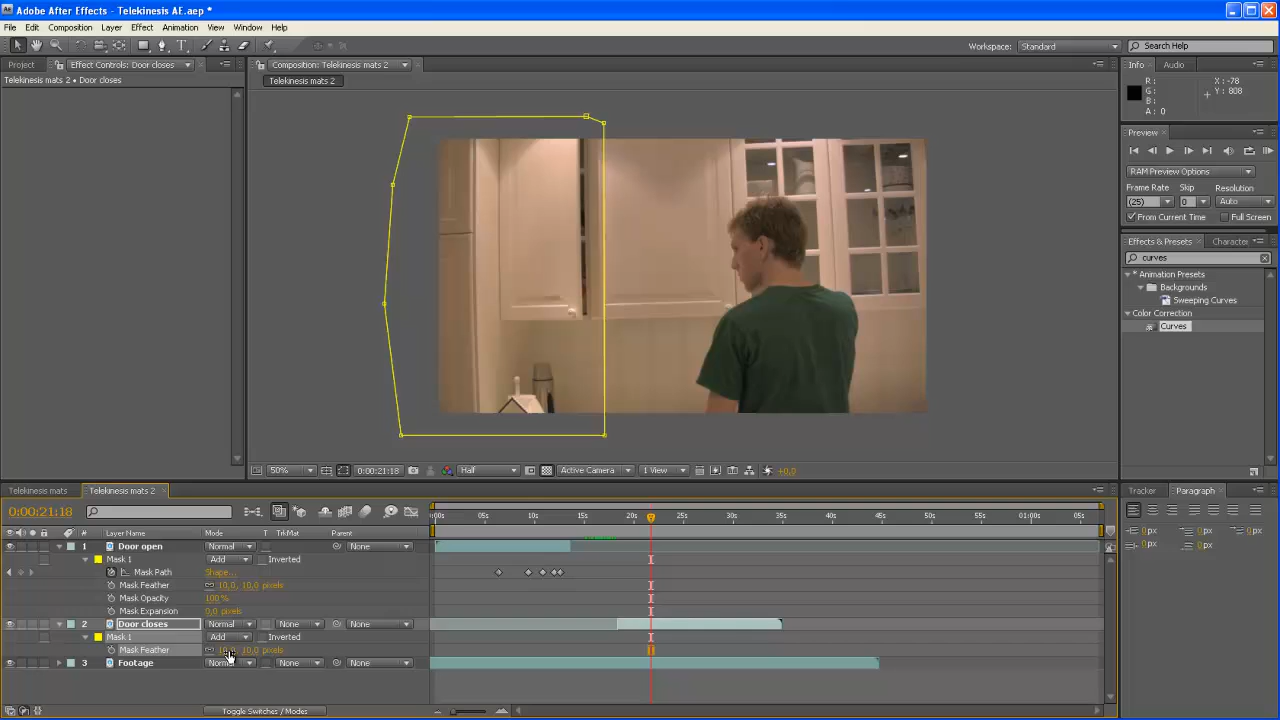 Adobe After Effects - Telekinesis AE.aep *
File Edit Composition Layer Effect Animation View Window Help
Workspace: Standard Search Help
Project Effect Controls: Door closes
Telekinesis mats 2 • Door closes
Composition: Telekinesis mats 2
Telekinesis mats 2
Info Audio
R : X : -78
G : Y : 808
B :
A : 0
Preview
RAM Preview Options
Frame Rate Skip Resolution
(25) 0 Auto
From Current Time Full Screen
Effects & Presets Character
curves
* Animation Presets
Backgrounds
Sweeping Curves
Color Correction
Curves
50% 0:00:21:18 Half Active Camera 1 View +0,0
Telekinesis mats Telekinesis mats 2
0:00:21:18
# Layer Name Mode T TrkMat Parent
:00s 05s 10s 20s 25s 30s 35s 40s 45s 50s 55s 01:00s 05s
1 Door open Normal None
Mask 1 Add Inverted
Mask Path Shape...
Mask Feather 10,0, 10,0 pixels
Mask Opacity 100%
Mask Expansion 0,0 pixels
2 Door closes Normal None None
Mask 1 Add Inverted
Mask Feather 10,0, 10,0 pixels
3 Footage Normal None None
Toggle Switches / Modes
Tracker Paragraph
0 px 0 px 0 px
0 px 0 px